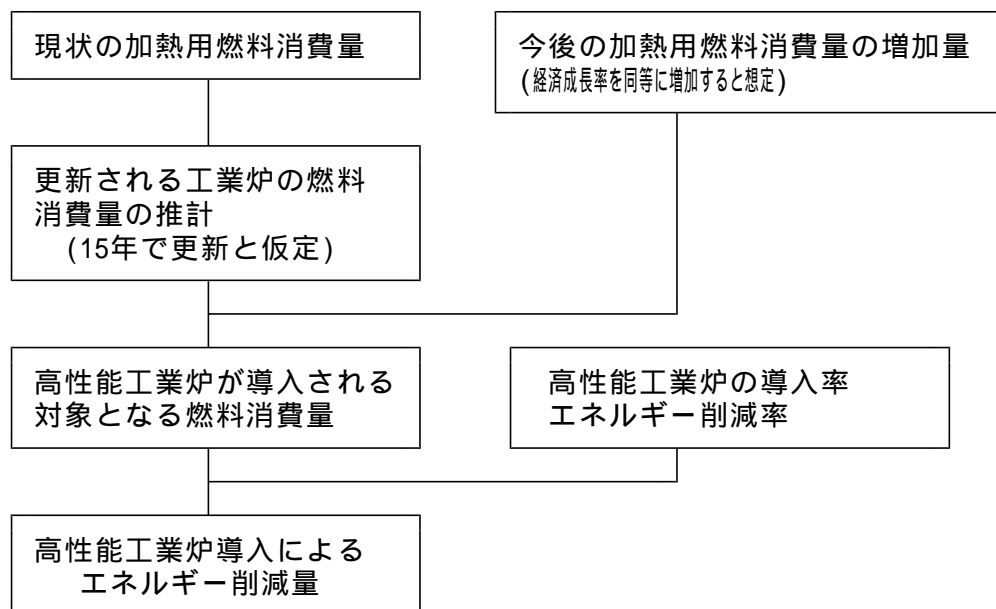 現状の加熱用燃料消費量
今後の加熱用燃料消費量の増加量
(経済成長率を同等に増加すると想定)
更新される工業炉の燃料
消費量の推計
(15年で更新と仮定)
高性能工業炉が導入される
対象となる燃料消費量
高性能工業炉の導入率
エネルギー削減率
高性能工業炉導入による
エネルギー削減量